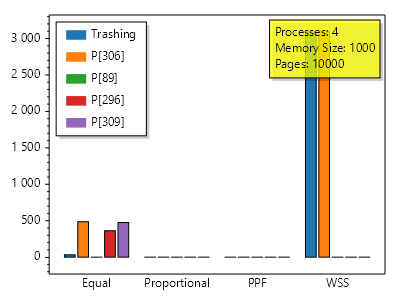 Trashing
P[306]
P[89]
P[296]
P[309]
Processes: 4
Memory Size: 1000
Pages: 10000
3 000
2 500
2 000
1 500
1 000
500
0
Equal Proportional PPF WSS